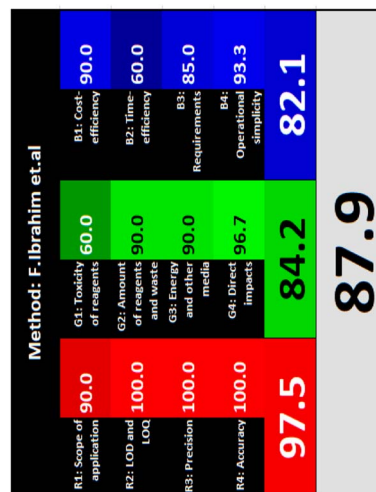 Method: F.Ibrahim et.al
R1: Scope of
application
90.0
R2: LOD and
LOQ
100.0
R3: Precision
100.0
R4: Accuracy
100.0
97.5
G1: Toxicity
of reagents
60.0
G2: Amount
of reagents
and waste
90.0
G3: Energy
and other
media
90.0
G4: Direct
impacts
96.7
84.2
B1: Cost-
efficiency
90.0
B2: Time-
efficiency
60.0
B3:
Requirements
85.0
B4:
Operational
simplicity
93.3
82.1
87.9